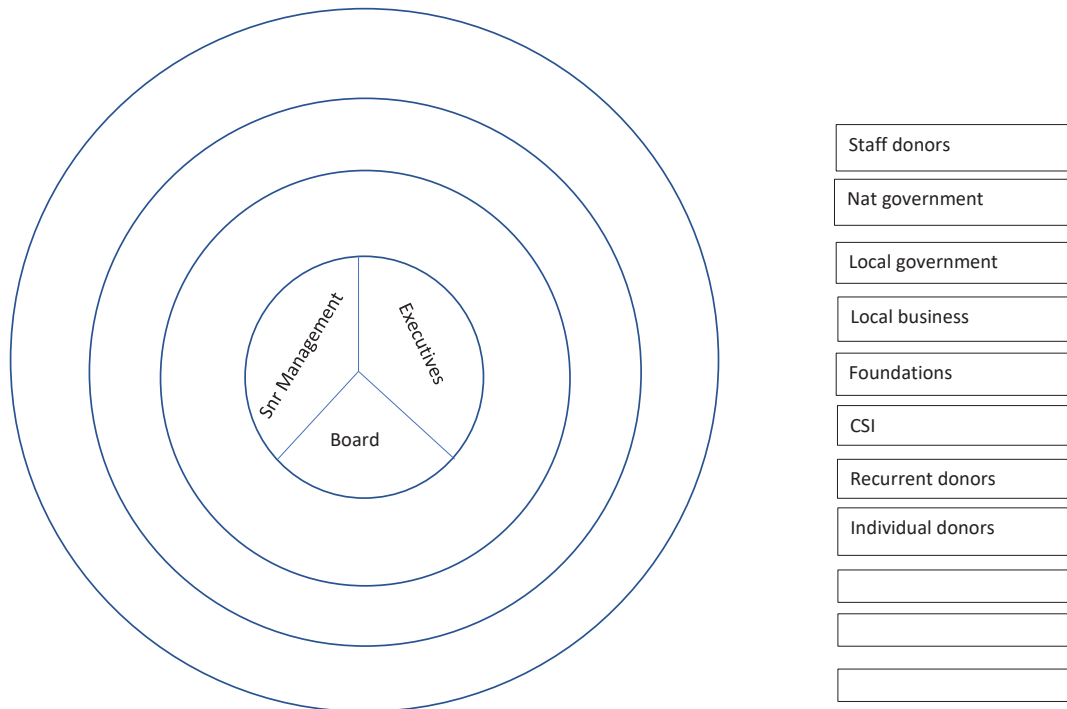 Snr Management
Executives
Board
Staff donors
Nat government
Local government
Local business
Foundations
CSI
Recurrent donors
Individual donors